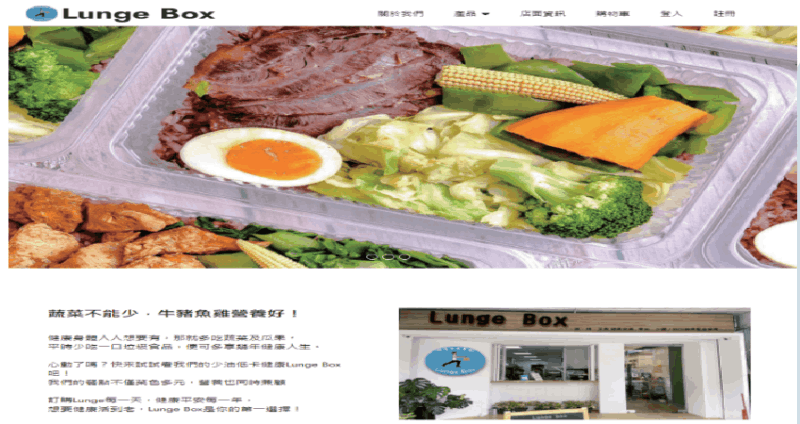 Lunge Box
關於我們 產品 店面資訊 購物車 登入 註冊
蔬菜不能少，牛豬魚雞營養好！
健康身體人人想要有，那就多吃蔬菜及瓜果，
平時少吃一口垃圾食品，便可多享幾年健康人生。
心動了嗎？快來試試看我們的少油低卡健康Lunge Box
吧！
我們的餐點不僅菜色多元，營養也同時兼顧
訂購Lunge每一天，健康平安每一年。
想要健康活到老，Lunge Box是你的第一選擇！
Lunge Box
Lunge Box
Lunge Box